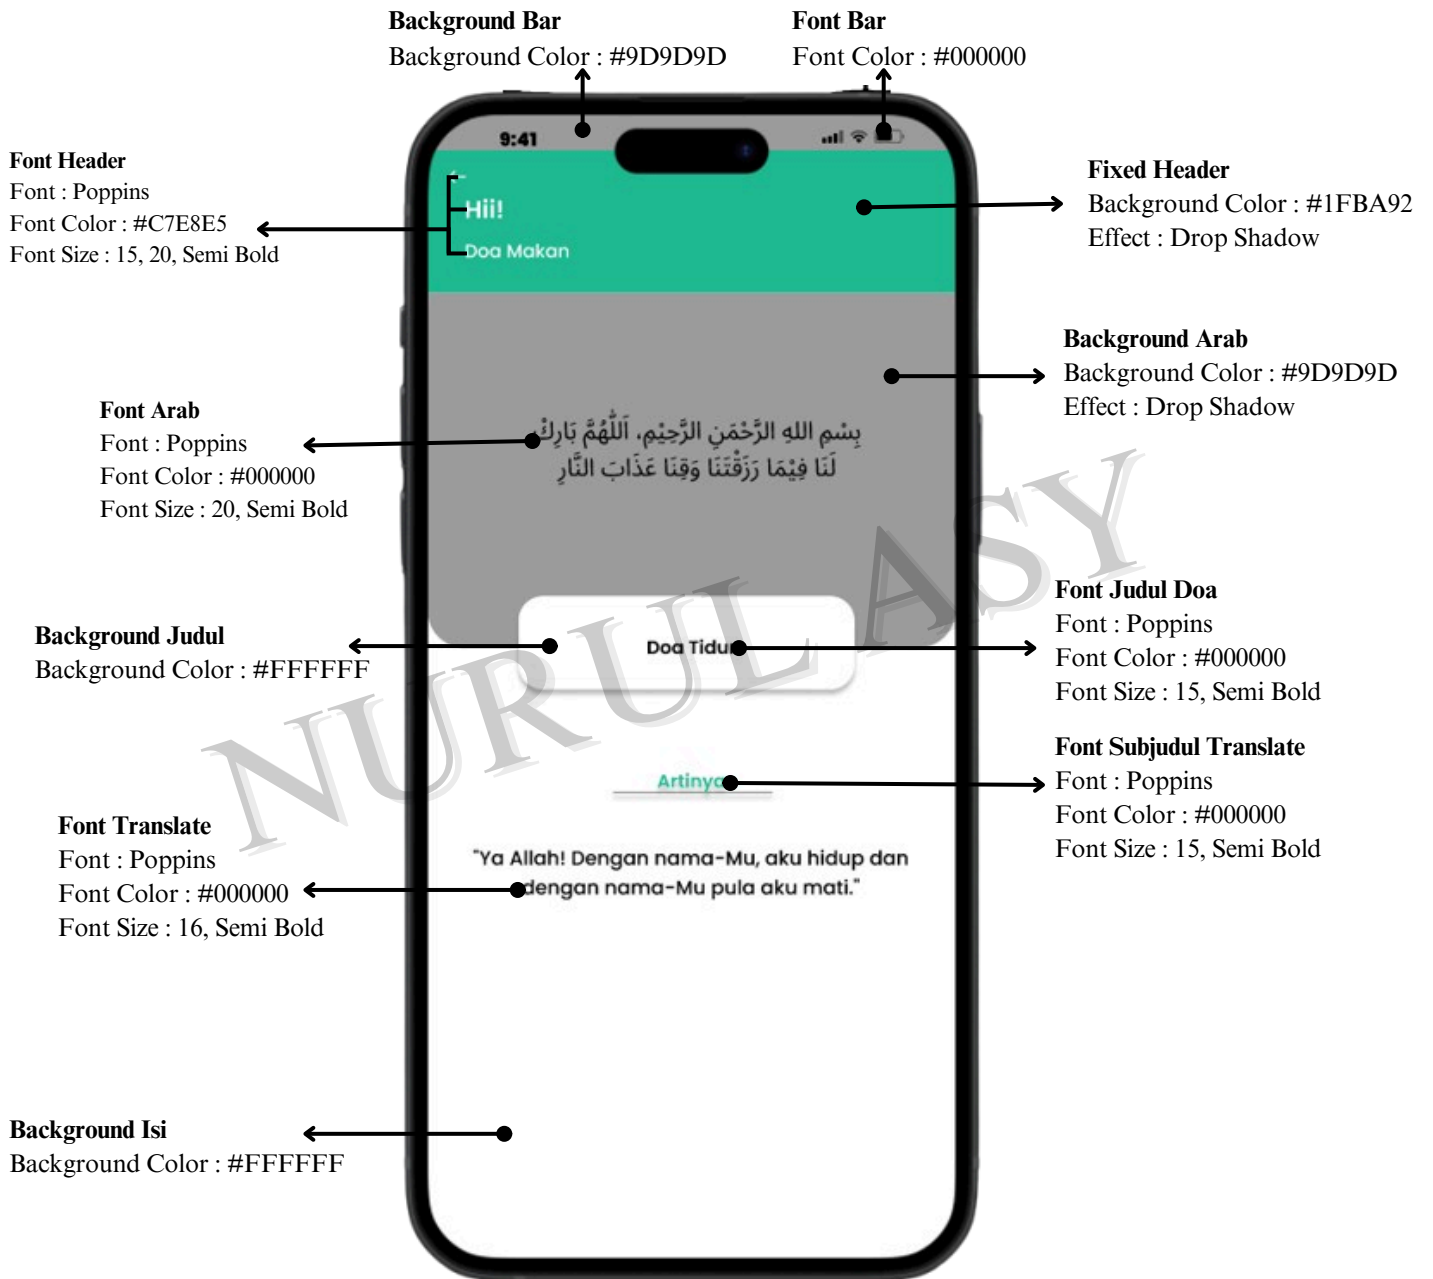 Background Bar
Background Color : #9D9D9D
Font Bar
Font Color : #000000
9:41
Font Header
Font : Poppins
Font Color : #C7E8E5
Font Size : 15, 20, Semi Bold
Hii!
Doa Makan
Fixed Header
Background Color : #1FBA92
Effect : Drop Shadow
Background Arab
Background Color : #9D9D9D
Effect : Drop Shadow
Font Arab
Font : Poppins
Font Color : #000000
Font Size : 20, Semi Bold
بِسْمِ اللهِ الرَّحْمَنِ الرَّحِيْمِ، اَللّٰهُمَّ بَارِكْ
لَنَا فِيْمَا رَزَقْتَنَا وَقِنَا عَذَابَ النَّارِ
Background Judul
Background Color : #FFFFFF
Doa Tidur
Font Judul Doa
Font : Poppins
Font Color : #000000
Font Size : 15, Semi Bold
NURUL ASY
Font Subjudul Translate
Font : Poppins
Font Color : #000000
Font Size : 15, Semi Bold
Artinya
Font Translate
Font : Poppins
Font Color : #000000
Font Size : 16, Semi Bold
"Ya Allah! Dengan nama-Mu, aku hidup dan
dengan nama-Mu pula aku mati."
Background Isi
Background Color : #FFFFFF